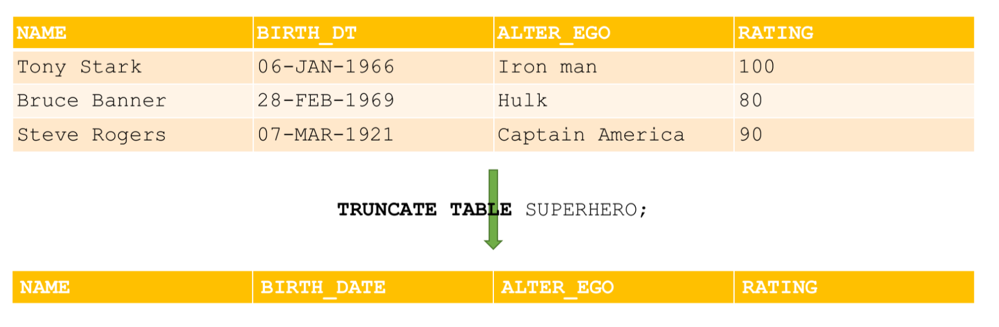 NAME BIRTH_DT ALTER_EGO RATING
Tony Stark 06-JAN-1966 Iron man 100
Bruce Banner 28-FEB-1969 Hulk 80
Steve Rogers 07-MAR-1921 Captain America 90
TRUNCATE TABLE SUPERHERO;
NAME BIRTH_DATE ALTER_EGO RATING